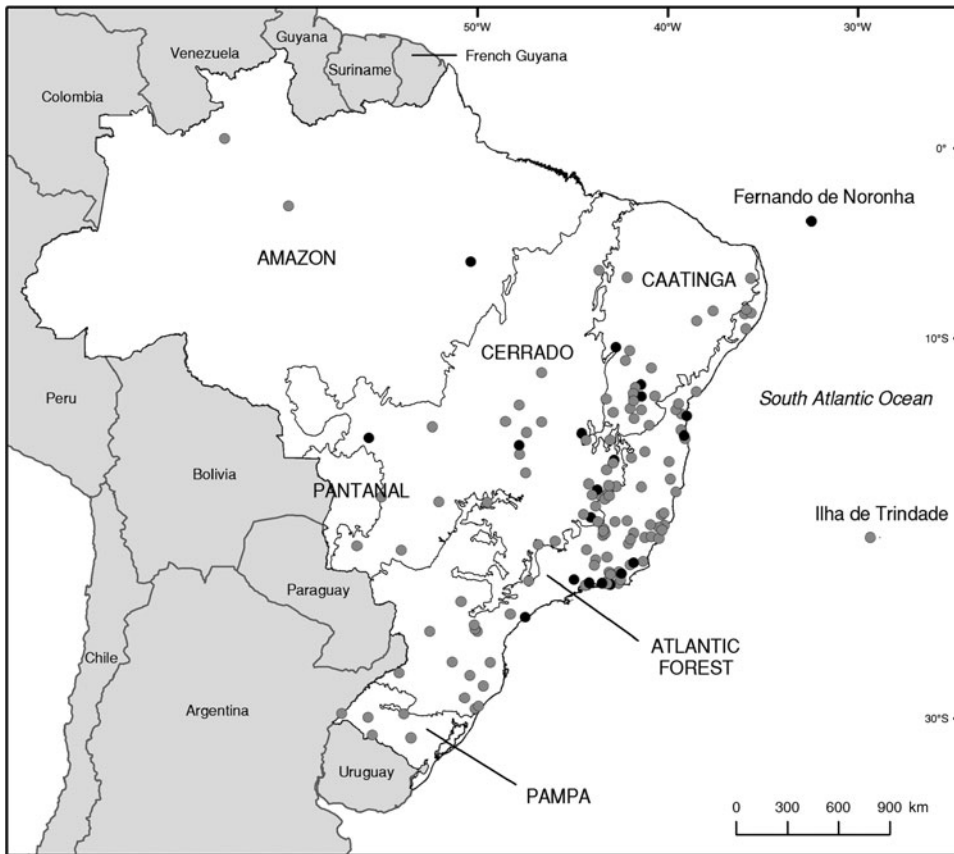 50°W
40°W
30°W
Guyana
Venezuela
French Guyana
Suriname
Colombia
0°
Fernando de Noronha
AMAZON
CAATINGA
10°S
CERRADO
Peru
South Atlantic Ocean
Bolivia
PANTANAL
Ilha de Trindade
Paraguay
ATLANTIC
FOREST
Chile
Argentina
30°S
Uruguay
PAMPA
0 300 600 900 km